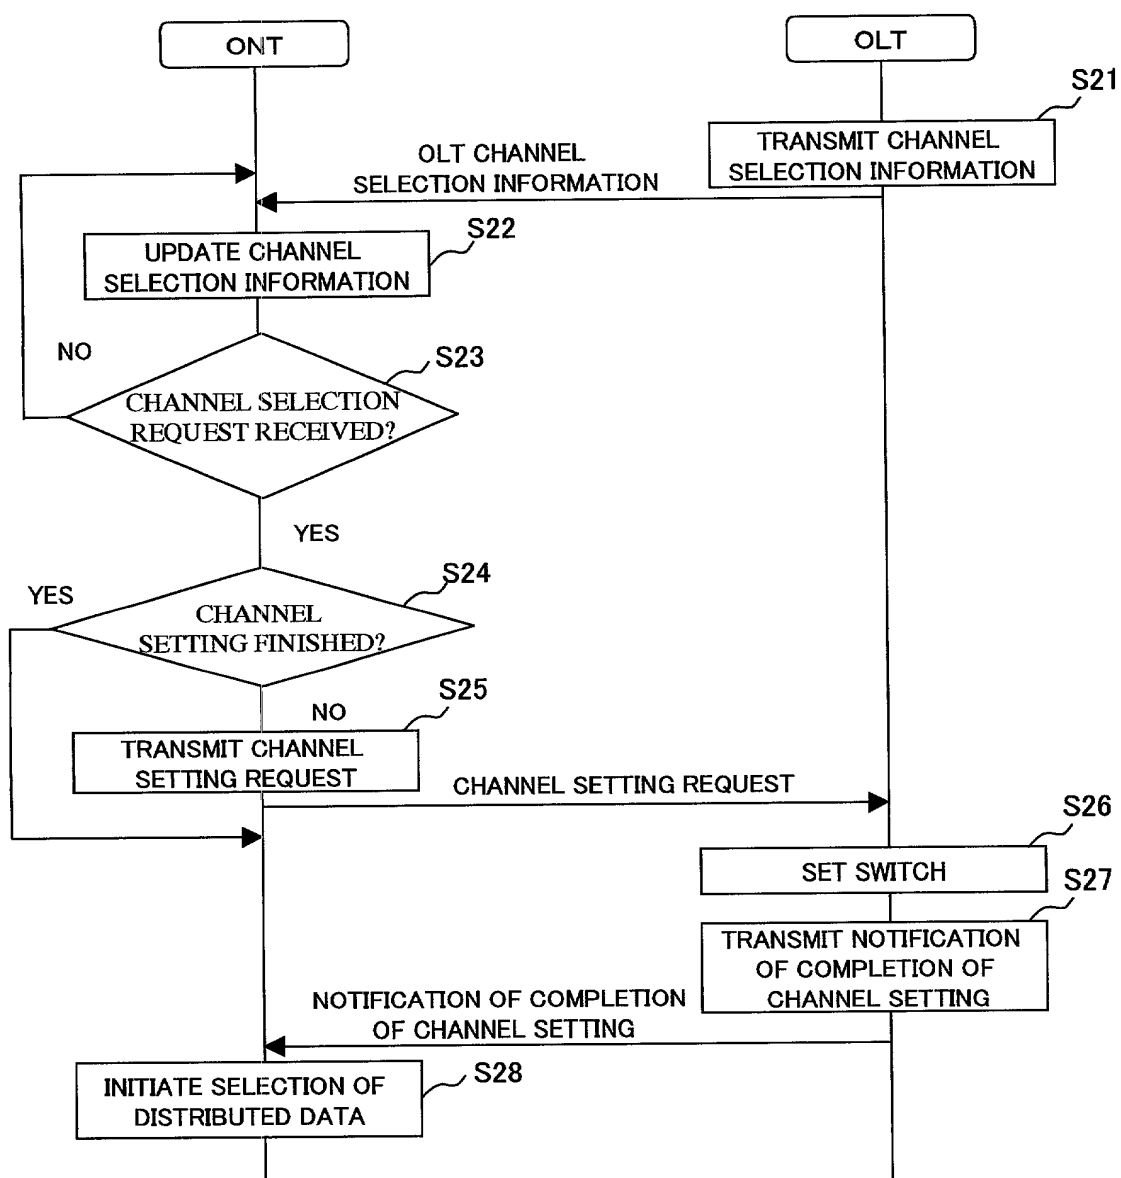 ONT
OLT
S21
TRANSMIT CHANNEL
SELECTION INFORMATION
OLT CHANNEL
SELECTION INFORMATION
S22
UPDATE CHANNEL
SELECTION INFORMATION
NO
S23
CHANNEL SELECTION
REQUEST RECEIVED?
YES
S24
YES
CHANNEL
SETTING FINISHED?
S25
NO
TRANSMIT CHANNEL
SETTING REQUEST
CHANNEL SETTING REQUEST
S26
SET SWITCH
S27
TRANSMIT NOTIFICATION
OF COMPLETION OF
CHANNEL SETTING
NOTIFICATION OF COMPLETION
OF CHANNEL SETTING
S28
INITIATE SELECTION OF
DISTRIBUTED DATA